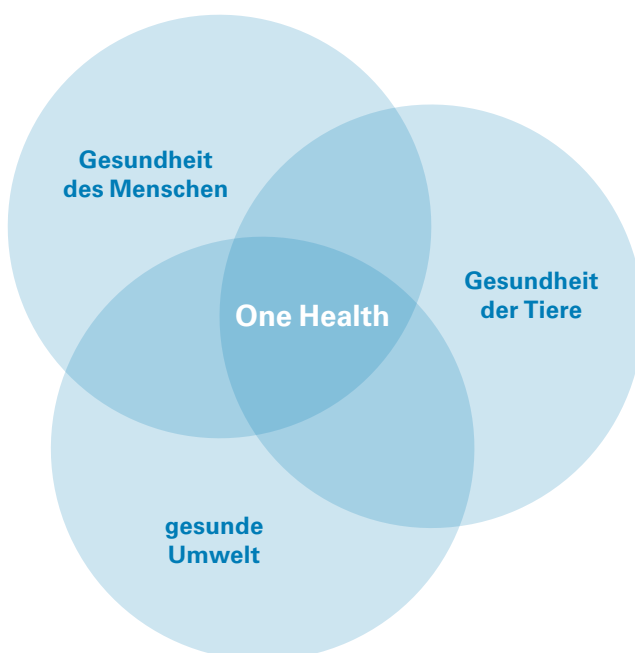 Gesundheit
des Menschen
Gesundheit
der Tiere
One Health
gesunde
Umwelt